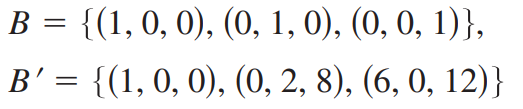 B = {(1, 0, 0), (0, 1, 0), (0, 0, 1)},
B′ = {(1, 0, 0), (0, 2, 8), (6, 0, 12)}